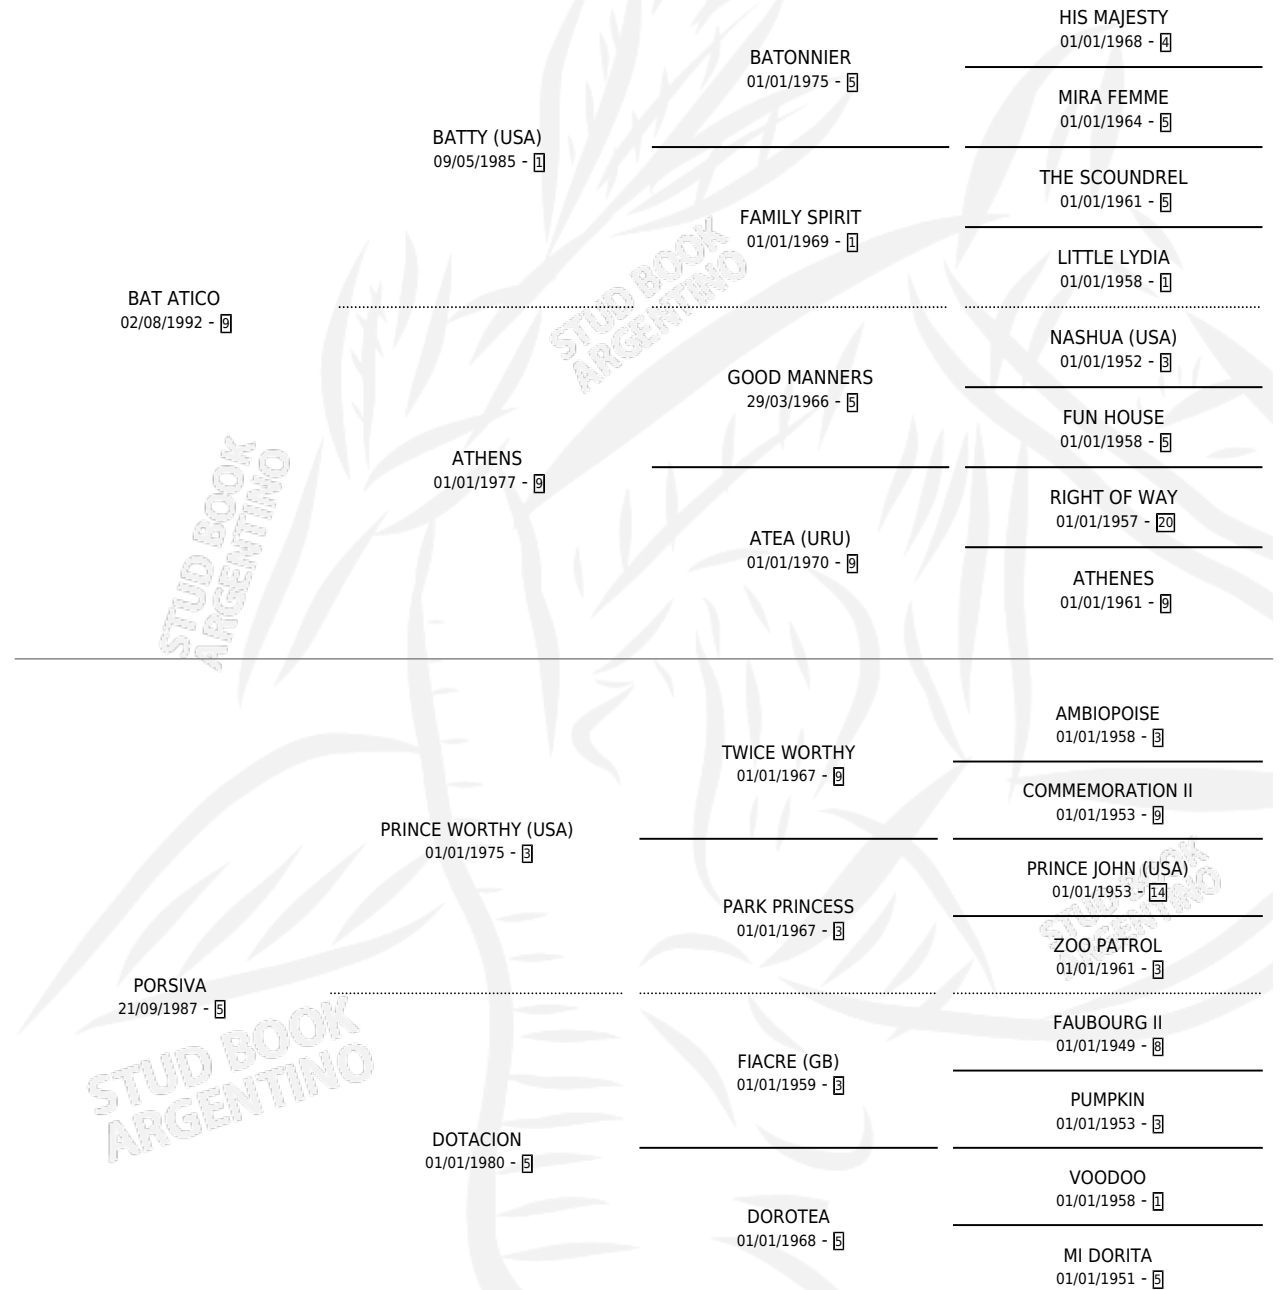 HIS MAJESTY
01/01/1968 - 4
BATONNIER
01/01/1975 - 5
MIRA FEMME
01/01/1964 - 5
BATTY (USA)
09/05/1985 - 1
THE SCOUNDREL
01/01/1961 - 5
FAMILY SPIRIT
01/01/1969 - 1
LITTLE LYDIA
01/01/1958 - 1
BAT ATICO
02/08/1992 - 9
STUD BOOK
ARGENTINO
NASHUA (USA)
01/01/1952 - 3
GOOD MANNERS
29/03/1966 - 5
FUN HOUSE
01/01/1958 - 5
ATHENS
01/01/1977 - 9
RIGHT OF WAY
01/01/1957 - 20
ATEA (URU)
01/01/1970 - 9
ATHENES
01/01/1961 - 9
STUD BOOK
ARGENTINO
AMBIOPOISE
01/01/1958 - 3
TWICE WORTHY
01/01/1967 - 9
COMMEMORATION II
01/01/1953 - 9
PRINCE WORTHY (USA)
01/01/1975 - 3
PRINCE JOHN (USA)
01/01/1953 - 14
PARK PRINCESS
01/01/1967 - 3
ZOO PATROL
01/01/1961 - 3
STUD BOOK
ARGENTINO
PORSIVA
21/09/1987 - 5
FAUBOURG II
01/01/1949 - 8
FIACRE (GB)
01/01/1959 - 3
PUMPKIN
01/01/1953 - 3
STUD BOOK
ARGENTINO
DOTACION
01/01/1980 - 5
VOODOO
01/01/1958 - 1
DOROTEA
01/01/1968 - 5
MI DORITA
01/01/1951 - 5